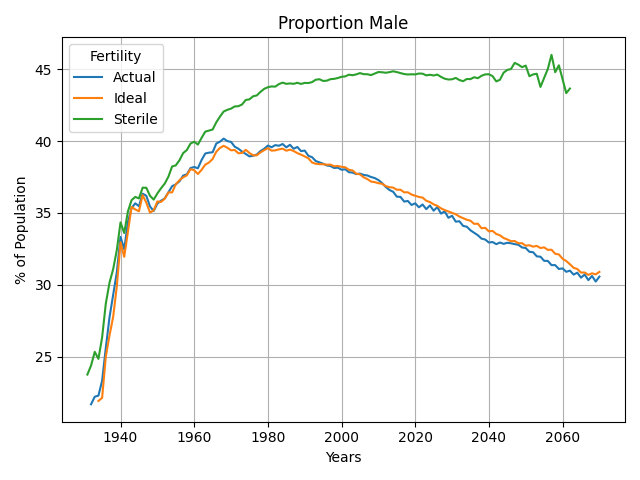 Proportion Male
Fertility
Actual
Ideal
Sterile
% of Population
45
40
35
30
25
1940 1960 1980 2000 2020 2040 2060
Years